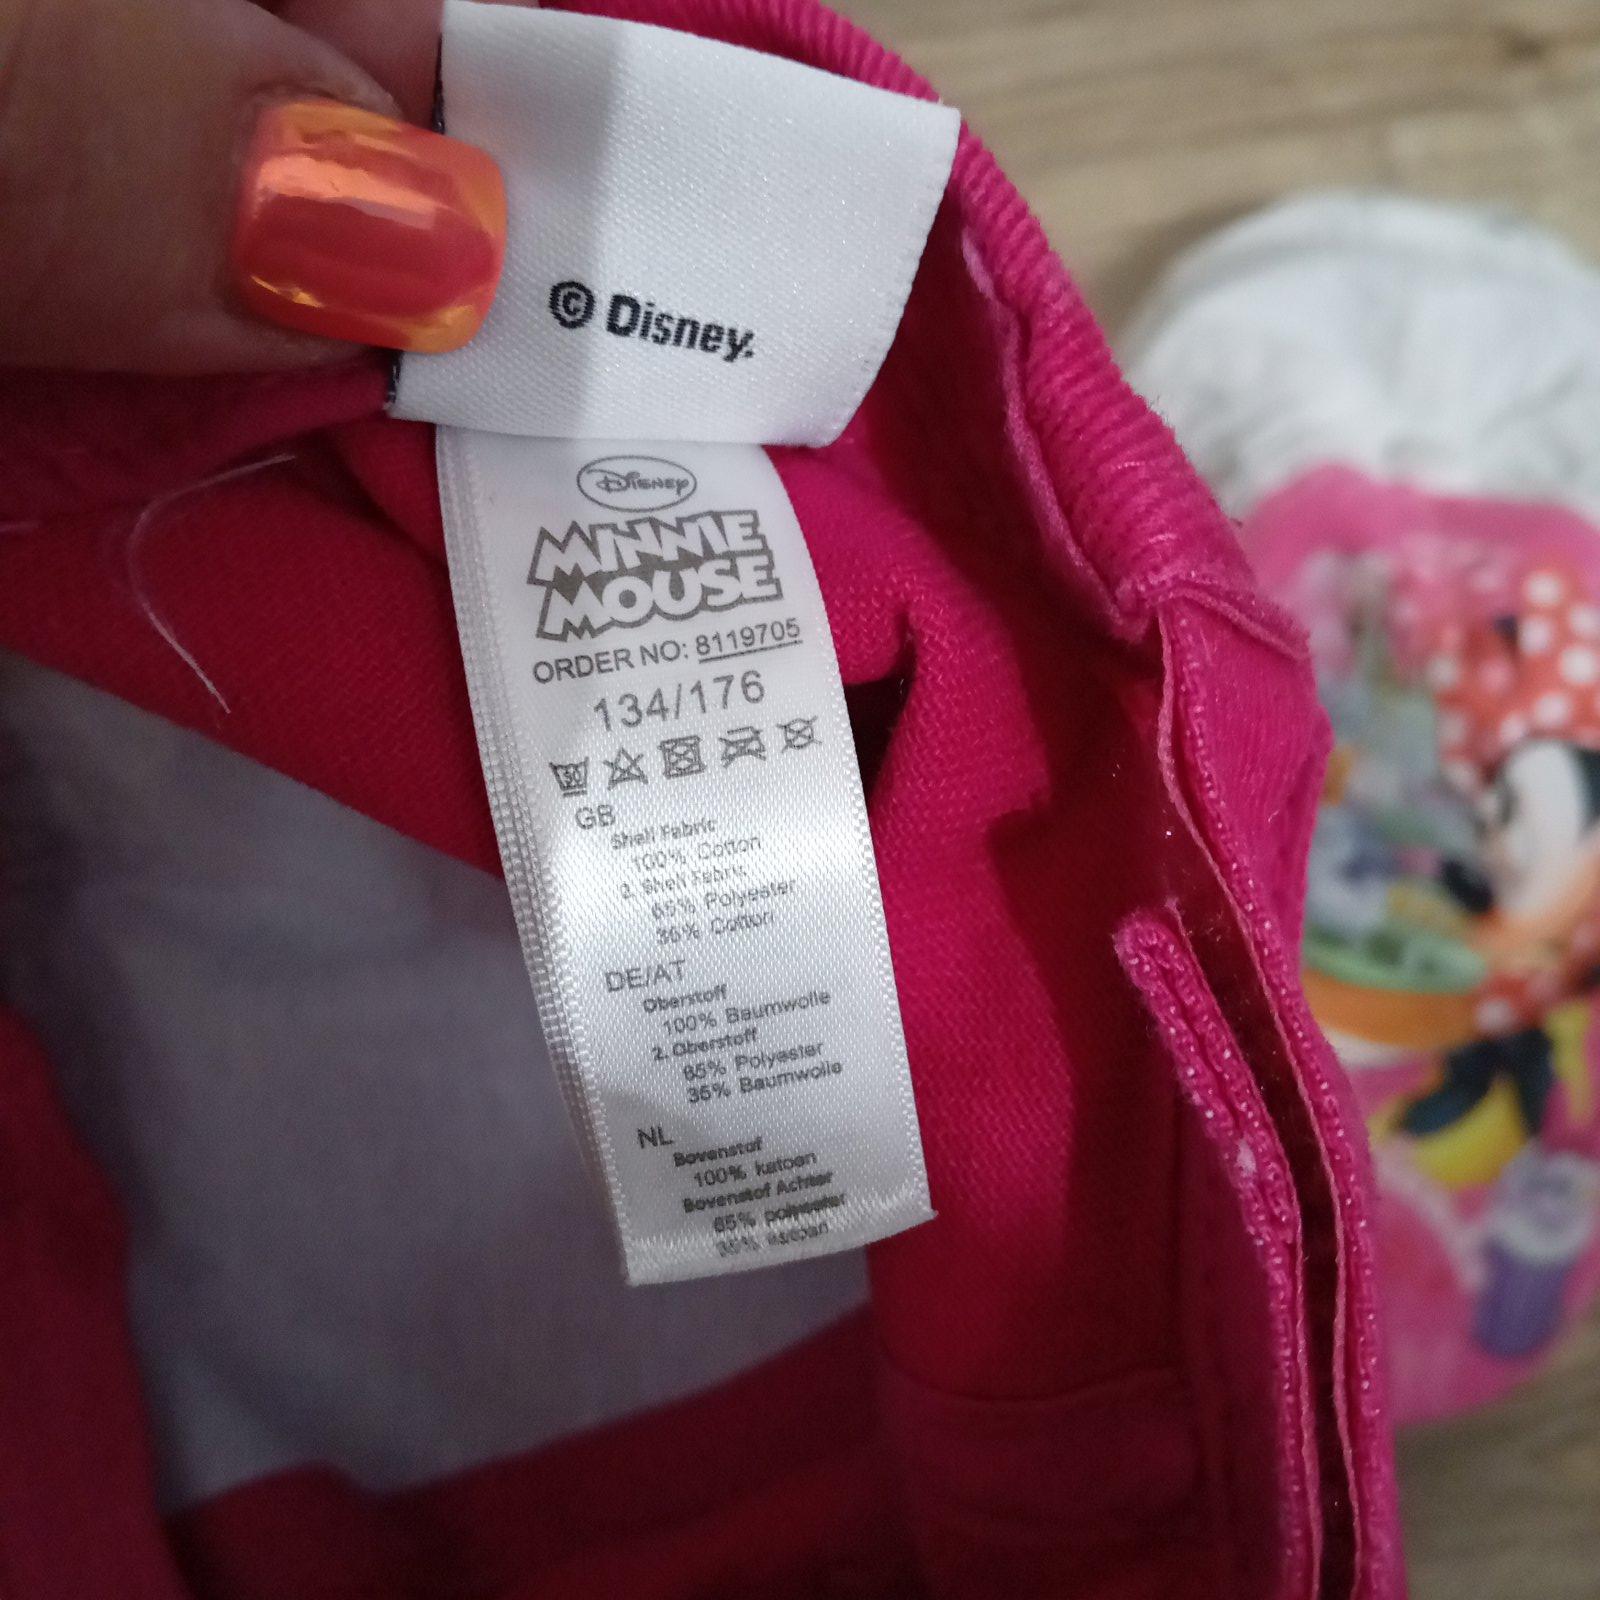 © Disney.
Disney
MINNIE
MOUSE
ORDER NO: 8119705
134/176
30
GB
Shell Fabric
100% Cotton
2. Shell Fabric
65% Polyester
35% Cotton
DE/AT
Oberstoff
100% Baumwolle
2. Oberstoff
65% Polyester
35% Baumwolle
NL
Bovenstof
100% katoen
Bovenstof Achter
65% polyester
35%